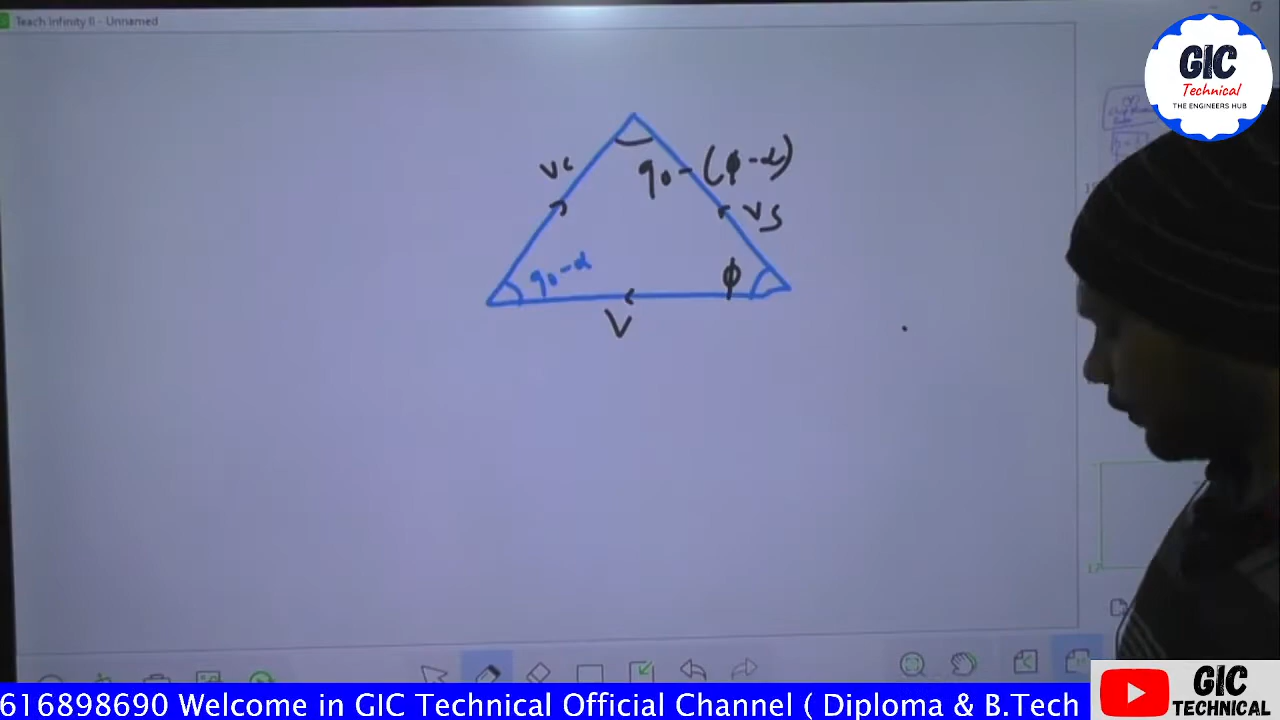 Teach Infinity II - Unnamed
GIC
Technical
THE ENGINEERS HUB
Vc
90-(ϕ-α)
Vs
90-α
ϕ
V
17
616898690 Welcome in GIC Technical Official Channel ( Diploma & B.Tech
GIC
TECHNICAL